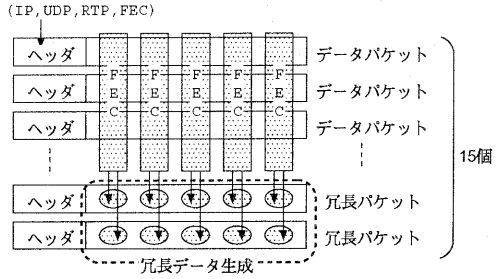 (IP,UDP,RTP,FEC)
ヘッダ F F F F F データパケット
ヘッダ E E E E E データパケット
ヘッダ C C C C C データパケット
15個
ヘッダ 冗長パケット
ヘッダ 冗長パケット
冗長データ生成